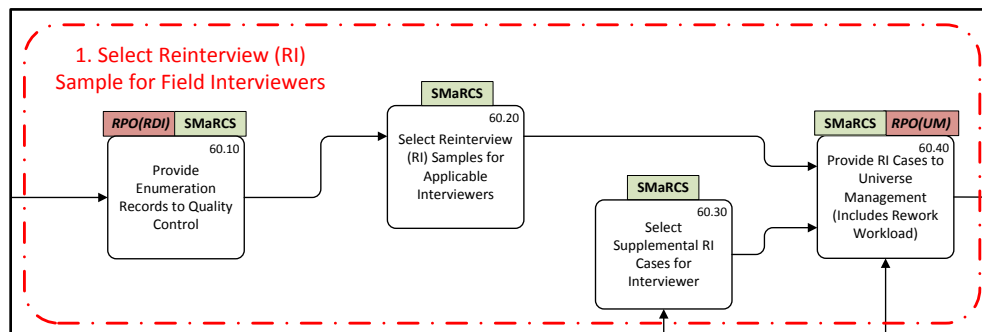 1. Select Reinterview (RI)
Sample for Field Interviewers
RPO(RDI) SMaRCS
60.10
Provide
Enumeration
Records to Quality
Control
SMaRCS
60.20
Select Reinterview
(RI) Samples for
Applicable
Interviewers
SMaRCS
60.30
Select
Supplemental RI
Cases for
Interviewer
SMaRCS RPO(UM)
60.40
Provide RI Cases to
Universe
Management
(Includes Rework
Workload)